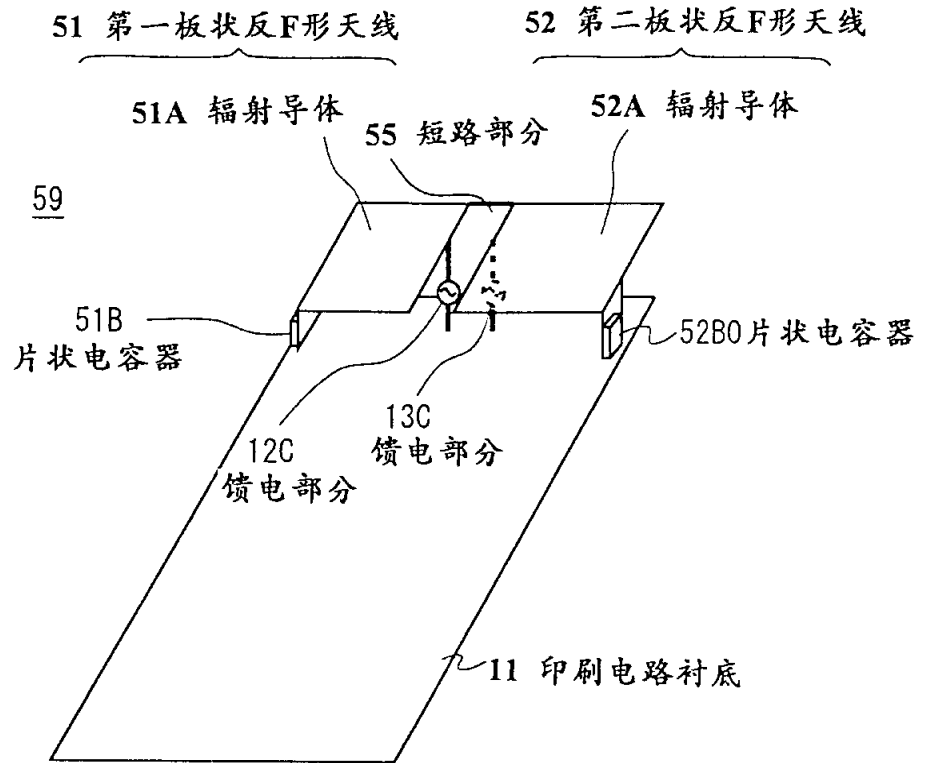 51 第一板状反F形天线
52 第二板状反F形天线
51A 辐射导体
52A 辐射导体
55 短路部分
59
51B
片状电容器
52B0片状电容器
12C
馈电部分
13C
馈电部分
11 印刷电路衬底